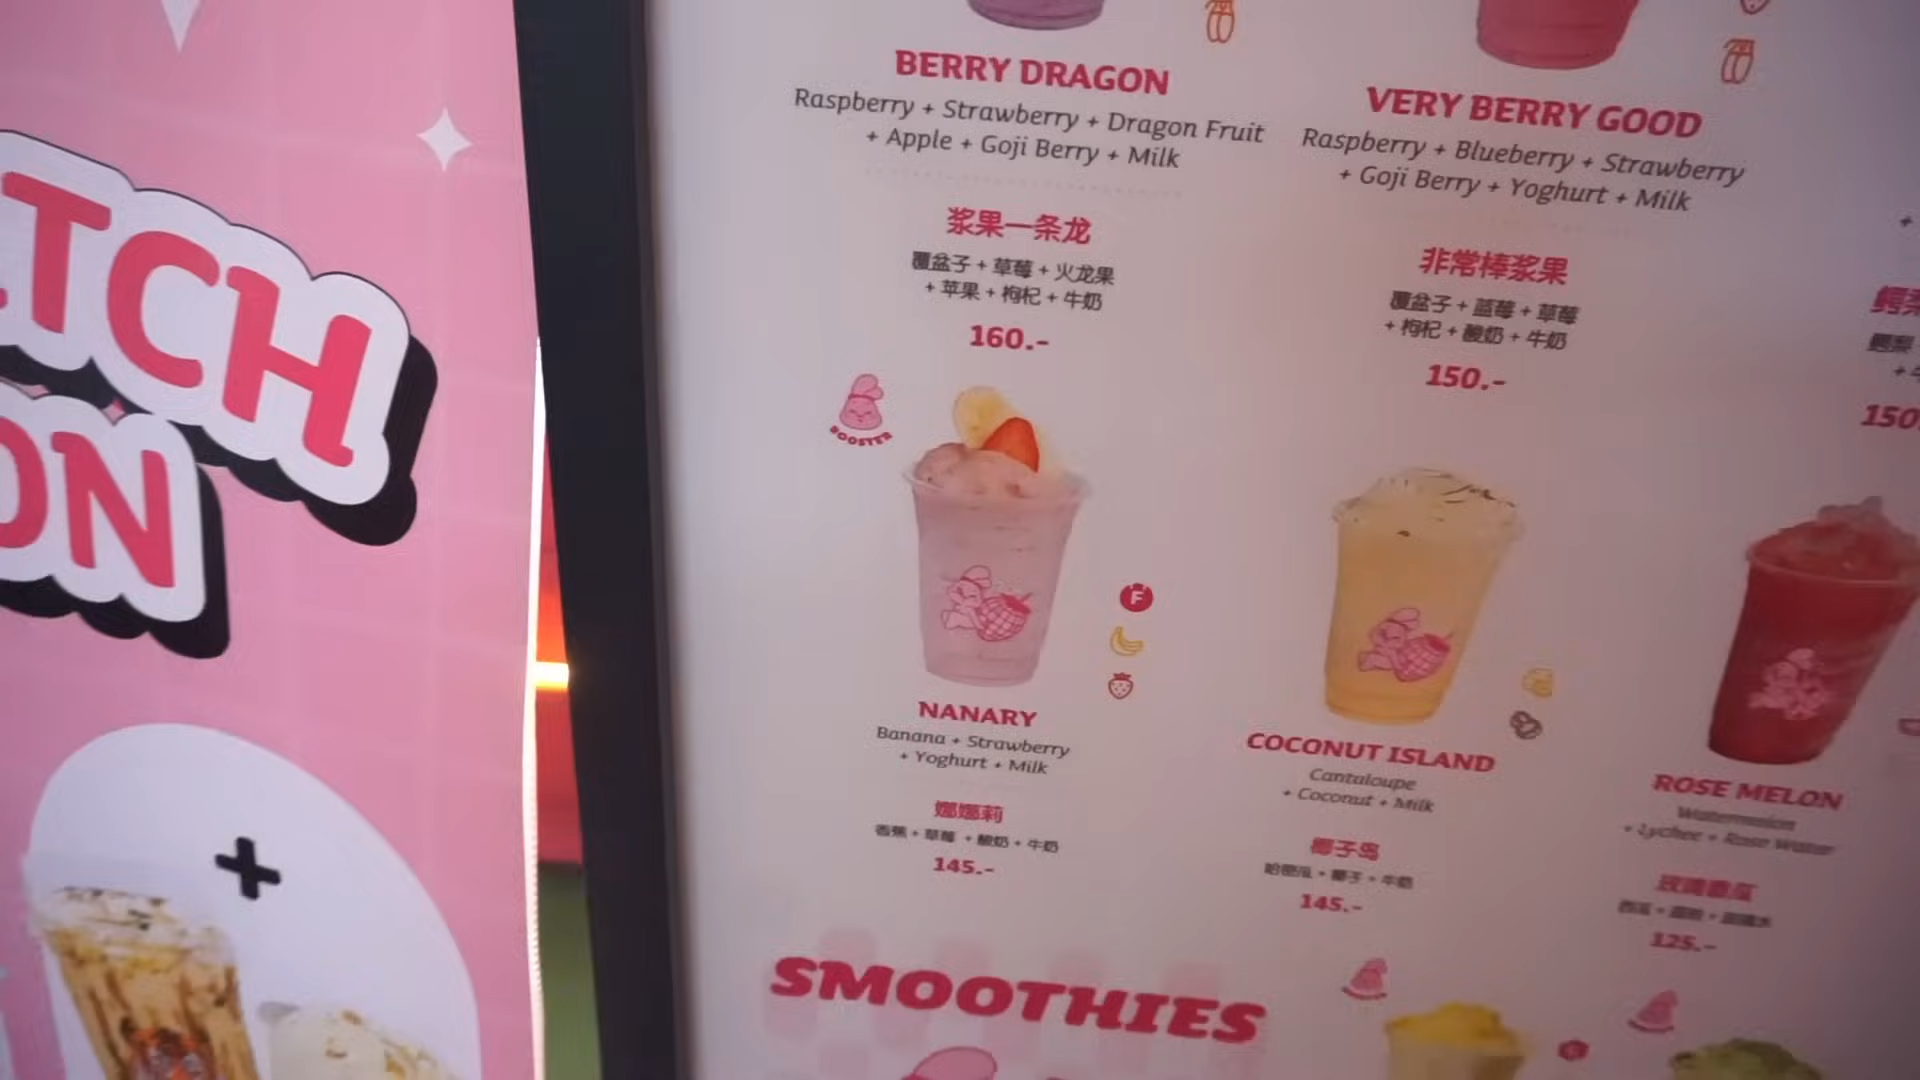 TCH
ON
BERRY DRAGON
Raspberry + Strawberry + Dragon Fruit
+ Apple + Goji Berry + Milk
浆果一条龙
覆盆子 + 草莓 + 火龙果
+ 苹果 + 枸杞 + 牛奶
160.-
VERY BERRY GOOD
Raspberry + Blueberry + Strawberry
+ Goji Berry + Yoghurt + Milk
非常棒浆果
覆盆子 + 蓝莓 + 草莓
+ 枸杞 + 酸奶 + 牛奶
150.-
150
BOOSTER
F
NANARY
Banana + Strawberry
+ Yoghurt + Milk
娜娜莉
香蕉 + 草莓 + 酸奶 + 牛奶
145.-
COCONUT ISLAND
Cantaloupe
+ Coconut + Milk
椰子岛
哈密瓜 + 椰子 + 牛奶
145.-
ROSE MELON
Watermelon
+ Lychee + Rose Water
125.-
SMOOTHIES